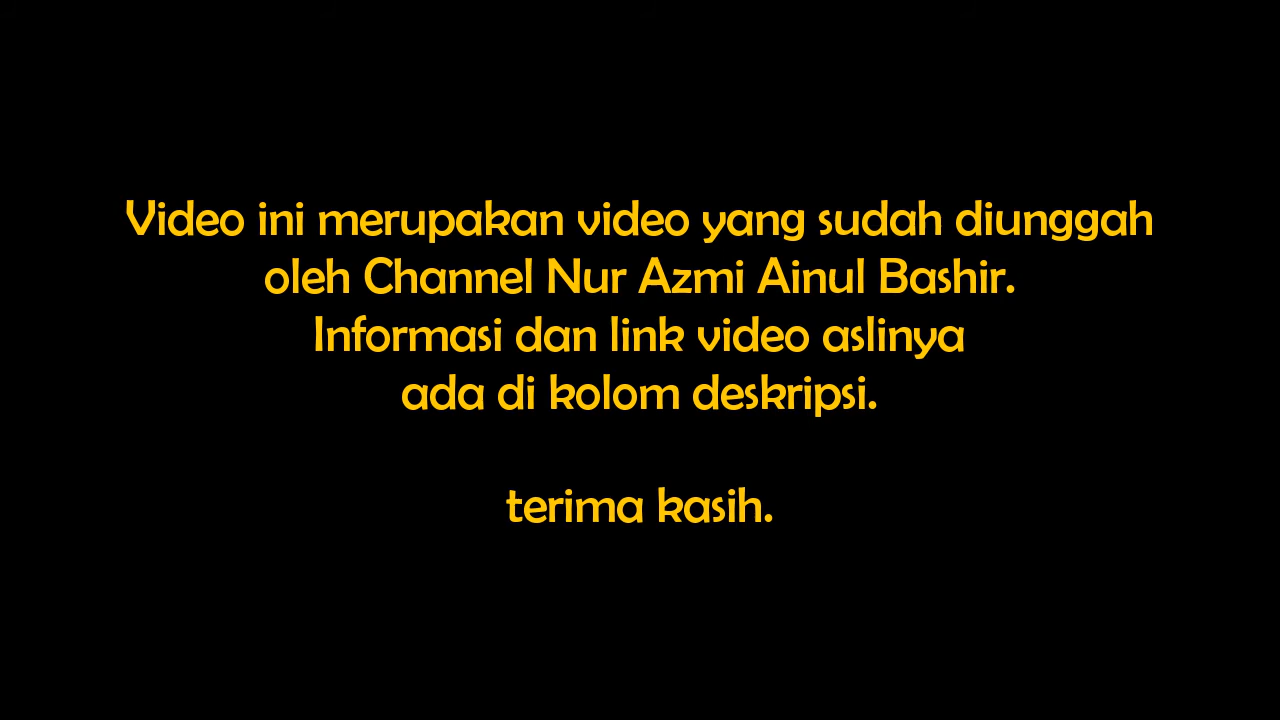 Video ini merupakan video yang sudah diunggah
oleh Channel Nur Azmi Ainul Bashir.
Informasi dan link video aslinya
ada di kolom deskripsi.
terima kasih.